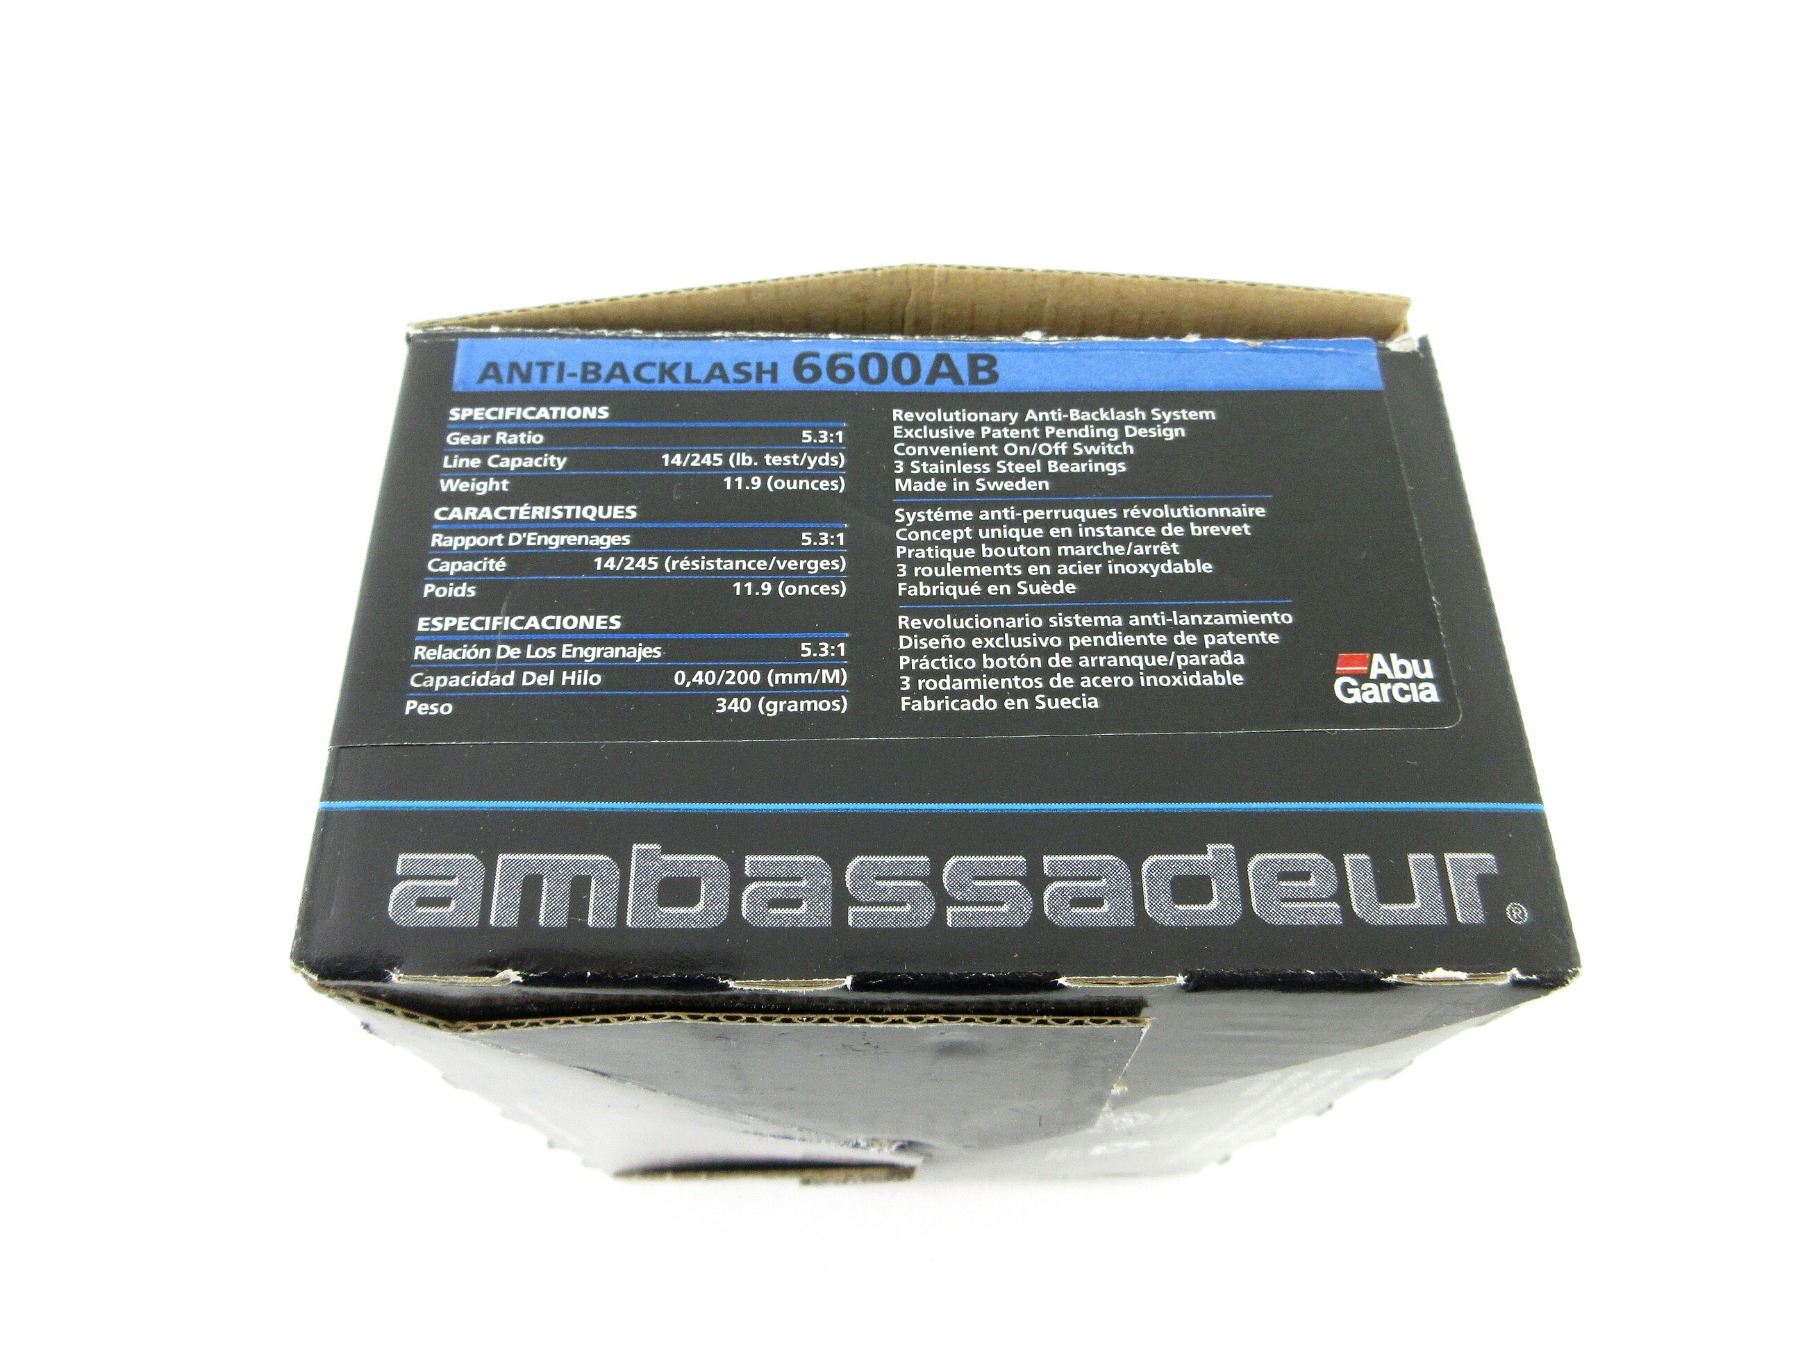 ANTI-BACKLASH 6600AB
SPECIFICATIONS
Gear Ratio 5.3:1
Line Capacity 14/245 (lb. test/yds)
Weight 11.9 (ounces)
CARACTÉRISTIQUES
Rapport D'Engrenages 5.3:1
Capacité 14/245 (résistance/verges)
Poids 11.9 (onces)
ESPECIFICACIONES
Relación De Los Engranajes 5.3:1
Capacidad Del Hilo 0,40/200 (mm/M)
Peso 340 (gramos)
Revolutionary Anti-Backlash System
Exclusive Patent Pending Design
Convenient On/Off Switch
3 Stainless Steel Bearings
Made in Sweden
Systéme anti-perruques révolutionnaire
Concept unique en instance de brevet
Pratique bouton marche/arrêt
3 roulements en acier inoxydable
Fabriqué en Suède
Revolucionario sistema anti-lanzamiento
Diseño exclusivo pendiente de patente
Práctico botón de arranque/parada
3 rodamientos de acero inoxidable
Fabricado en Suecia
Abu
Garcia
ambassadeur®